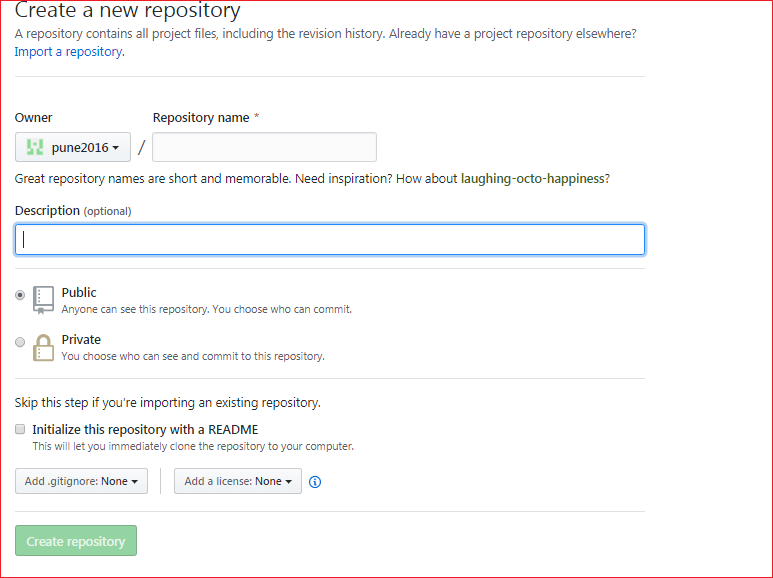 Create a new repository
A repository contains all project files, including the revision history. Already have a project repository elsewhere?
Import a repository.
Owner
Repository name *
pune2016
/
Great repository names are short and memorable. Need inspiration? How about laughing-octo-happiness?
Description (optional)
Public
Anyone can see this repository. You choose who can commit.
Private
You choose who can see and commit to this repository.
Skip this step if you're importing an existing repository.
Initialize this repository with a README
This will let you immediately clone the repository to your computer.
Add .gitignore: None
Add a license: None
Create repository